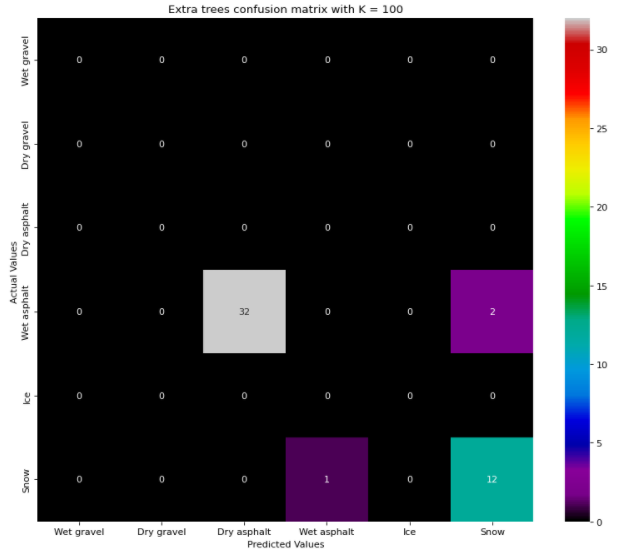 Extra trees confusion matrix with K = 100
Actual Values
Wet gravel 0 0 0 0 0 0
Dry gravel 0 0 0 0 0 0
Dry asphalt 0 0 0 0 0 0
Wet asphalt 0 0 32 0 0 2
Ice 0 0 0 0 0 0
Snow 0 0 0 1 0 12
Wet gravel Dry gravel Dry asphalt Wet asphalt Ice Snow
Predicted Values
30
25
20
15
10
5
0